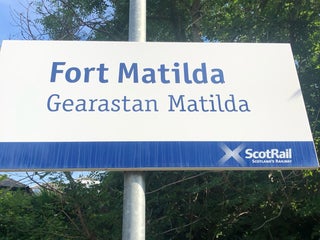 Fort Matilda
Gearastan Matilda
ScotRail
SCOTLAND'S RAILWAY